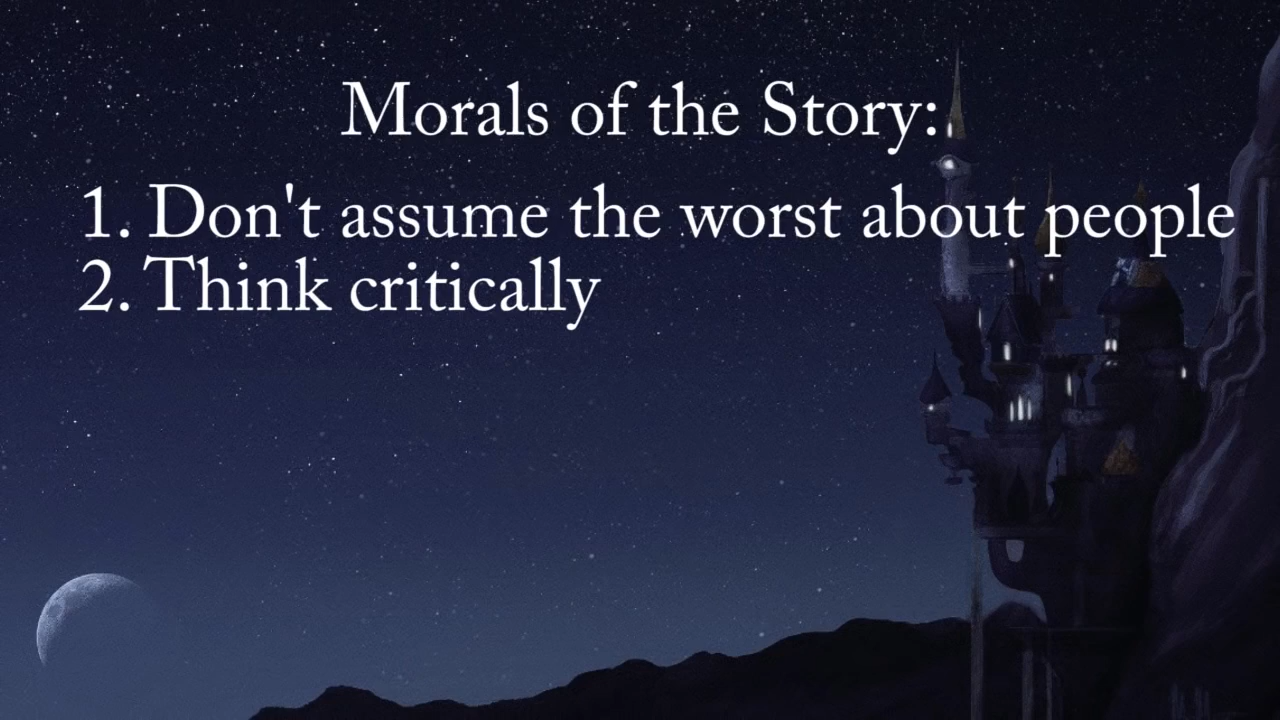 Morals of the Story:
1. Don't assume the worst about people
2. Think critically